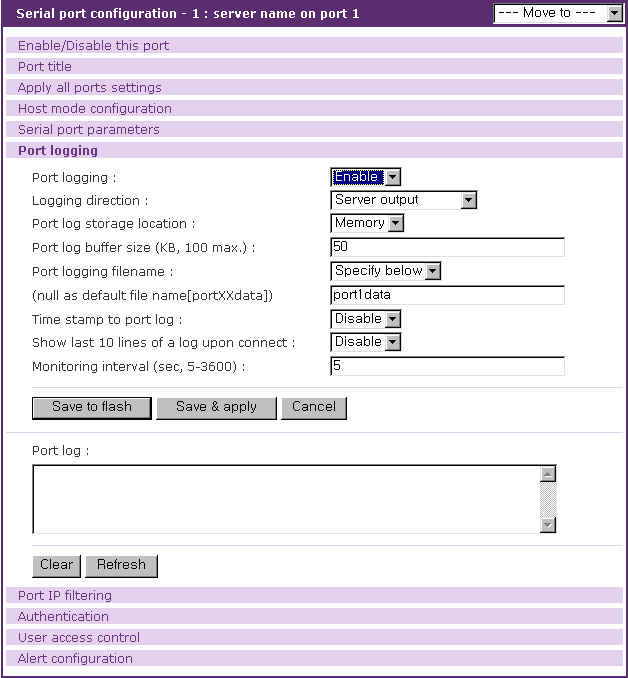 Serial port configuration - 1 : server name on port 1 --- Move to ---
Enable/Disable this port
Port title
Apply all ports settings
Host mode configuration
Serial port parameters
Port logging
Port logging : Enable
Logging direction : Server output
Port log storage location : Memory
Port log buffer size (KB, 100 max.) : 50
Port logging filename : Specify below
(null as default file name[portXXdata]) port1data
Time stamp to port log : Disable
Show last 10 lines of a log upon connect : Disable
Monitoring interval (sec, 5-3600) : 5
Save to flash Save & apply Cancel
Port log :
Clear Refresh
Port IP filtering
Authentication
User access control
Alert configuration